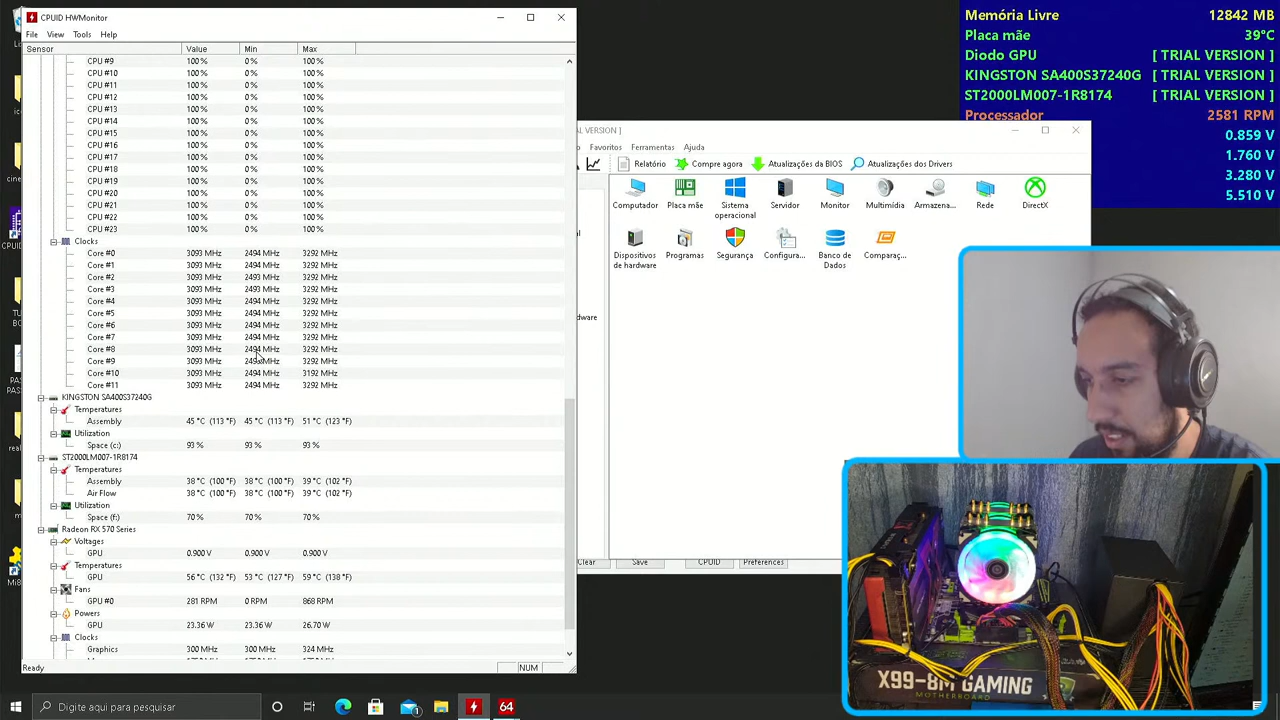 CPUID HWMonitor
File Edit View Tools Help
Sensor Value Min Max
CPU #9 100 % 0 % 100 %
CPU #10 100 % 0 % 100 %
CPU #11 100 % 0 % 100 %
CPU #12 100 % 0 % 100 %
CPU #13 100 % 0 % 100 %
CPU #14 100 % 0 % 100 %
CPU #15 100 % 0 % 100 %
CPU #16 100 % 0 % 100 %
CPU #17 100 % 0 % 100 %
CPU #18 100 % 0 % 100 %
CPU #19 100 % 0 % 100 %
CPU #20 100 % 0 % 100 %
CPU #21 100 % 0 % 100 %
CPU #22 100 % 0 % 100 %
CPU #23 100 % 0 % 100 %
Clocks
Core #0 3093 MHz 2494 MHz 3292 MHz
Core #1 3093 MHz 2494 MHz 3292 MHz
Core #2 3093 MHz 2493 MHz 3292 MHz
Core #3 3093 MHz 2493 MHz 3292 MHz
Core #4 3093 MHz 2494 MHz 3292 MHz
Core #5 3093 MHz 2494 MHz 3292 MHz
Core #6 3093 MHz 2494 MHz 3292 MHz
Core #7 3093 MHz 2494 MHz 3292 MHz
Core #8 3093 MHz 2494 MHz 3292 MHz
Core #9 3093 MHz 3292 MHz
Core #10 3093 MHz 2494 MHz 3192 MHz
Core #11 3093 MHz 2494 MHz 3292 MHz
KINGSTON SA400S37240G
Temperatures
Assembly 45 °C (113 °F) 45 °C (113 °F) 51 °C (123 °F)
Utilization
Space (c:) 93 % 93 % 93 %
ST2000LM007-1R8174
Temperatures
Assembly 38 °C (100 °F) 38 °C (100 °F) 39 °C (102 °F)
Air Flow 38 °C (100 °F) 38 °C (100 °F) 39 °C (102 °F)
Utilization
Space (f:) 70 % 70 % 70 %
Radeon RX 570 Series
Voltages
GPU 0.900 V 0.900 V 0.900 V
Temperatures
GPU 56 °C (132 °F) 53 °C (127 °F) 59 °C (138 °F)
Fans
GPU #0 281 RPM 0 RPM 868 RPM
Powers
GPU 23.36 W 23.36 W 26.70 W
Clocks
Graphics 300 MHz 300 MHz 324 MHz
Ready NUM
VERSION ]
Favoritos Ferramentas Ajuda
Relatório Compre agora Atualizações da BIOS Atualizações dos Drivers
Computador Placa mãe Sistema operacional Servidor Monitor Multimídia Armazena... Rede DirectX
Dispositivos de hardware Programas Segurança Configura... Banco de Dados Comparaç...
Clear Save CPUID Preferences
Memória Livre 12842 MB
Placa mãe 39°C
Diodo GPU [ TRIAL VERSION ]
KINGSTON SA400S37240G [ TRIAL VERSION ]
ST2000LM007-1R8174 [ TRIAL VERSION ]
Processador 2581 RPM
0.859 V
1.760 V
3.280 V
5.510 V
X99-8M GAMING
MOTHERBOARD
Digite aqui para pesquisar
64